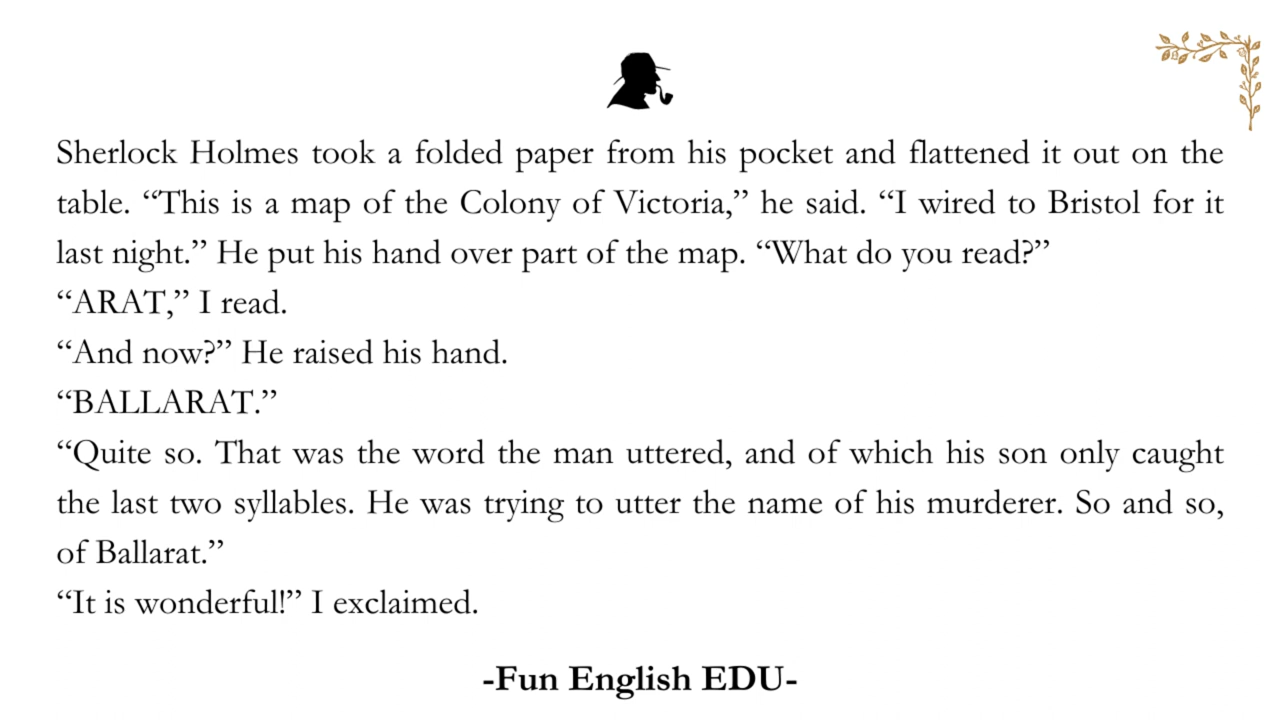 Sherlock Holmes took a folded paper from his pocket and flattened it out on the
table. “This is a map of the Colony of Victoria,” he said. “I wired to Bristol for it
last night.” He put his hand over part of the map. “What do you read?”
“ARAT,” I read.
“And now?” He raised his hand.
“BALLARAT.”
“Quite so. That was the word the man uttered, and of which his son only caught
the last two syllables. He was trying to utter the name of his murderer. So and so,
of Ballarat.”
“It is wonderful!” I exclaimed.
-Fun English EDU-